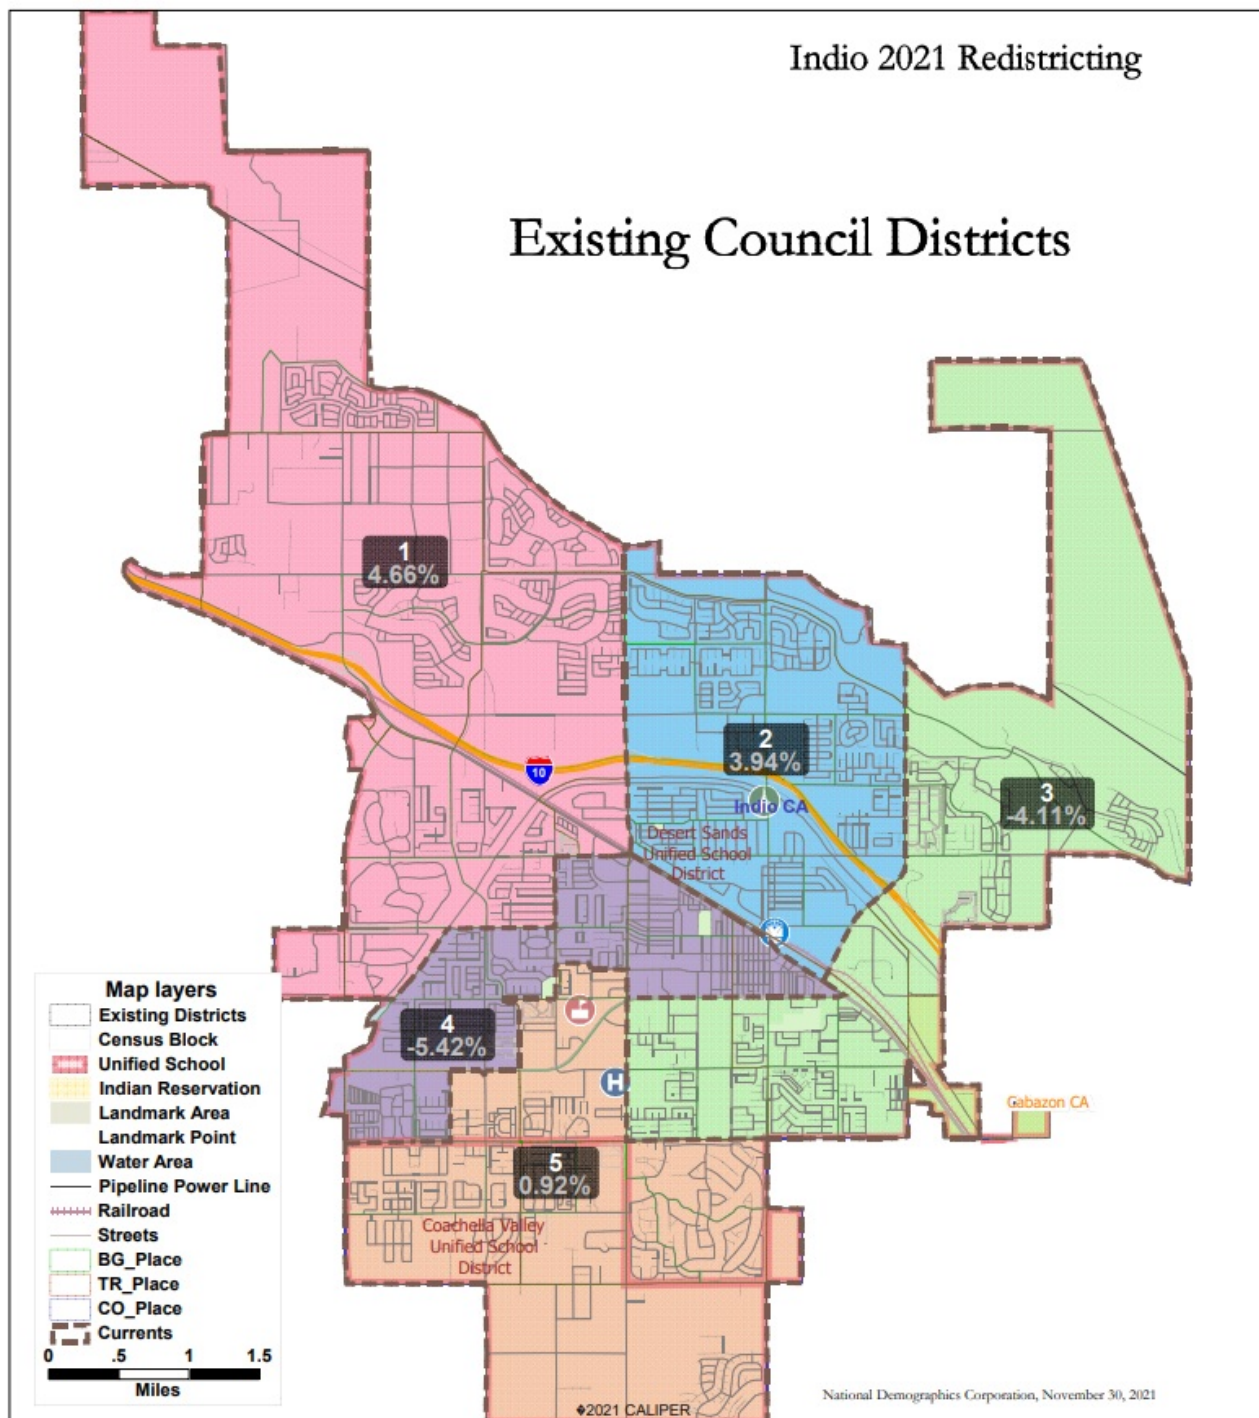 Indio 2021 Redistricting
Existing Council Districts
1
4.66%
2
3.94%
10
Indio CA
3
-4.11%
Desert Sands
Unified School
District
4
-5.42%
H
Gabazon CA
5
0.92%
Coachella Valley
Unified School
District
Map layers
Existing Districts
Census Block
Unified School
Indian Reservation
Landmark Area
Landmark Point
Water Area
Pipeline Power Line
Railroad
Streets
BG_Place
TR_Place
CO_Place
Currents
0 .5 1 1.5
Miles
National Demographics Corporation, November 30, 2021
�2021 CALIPER